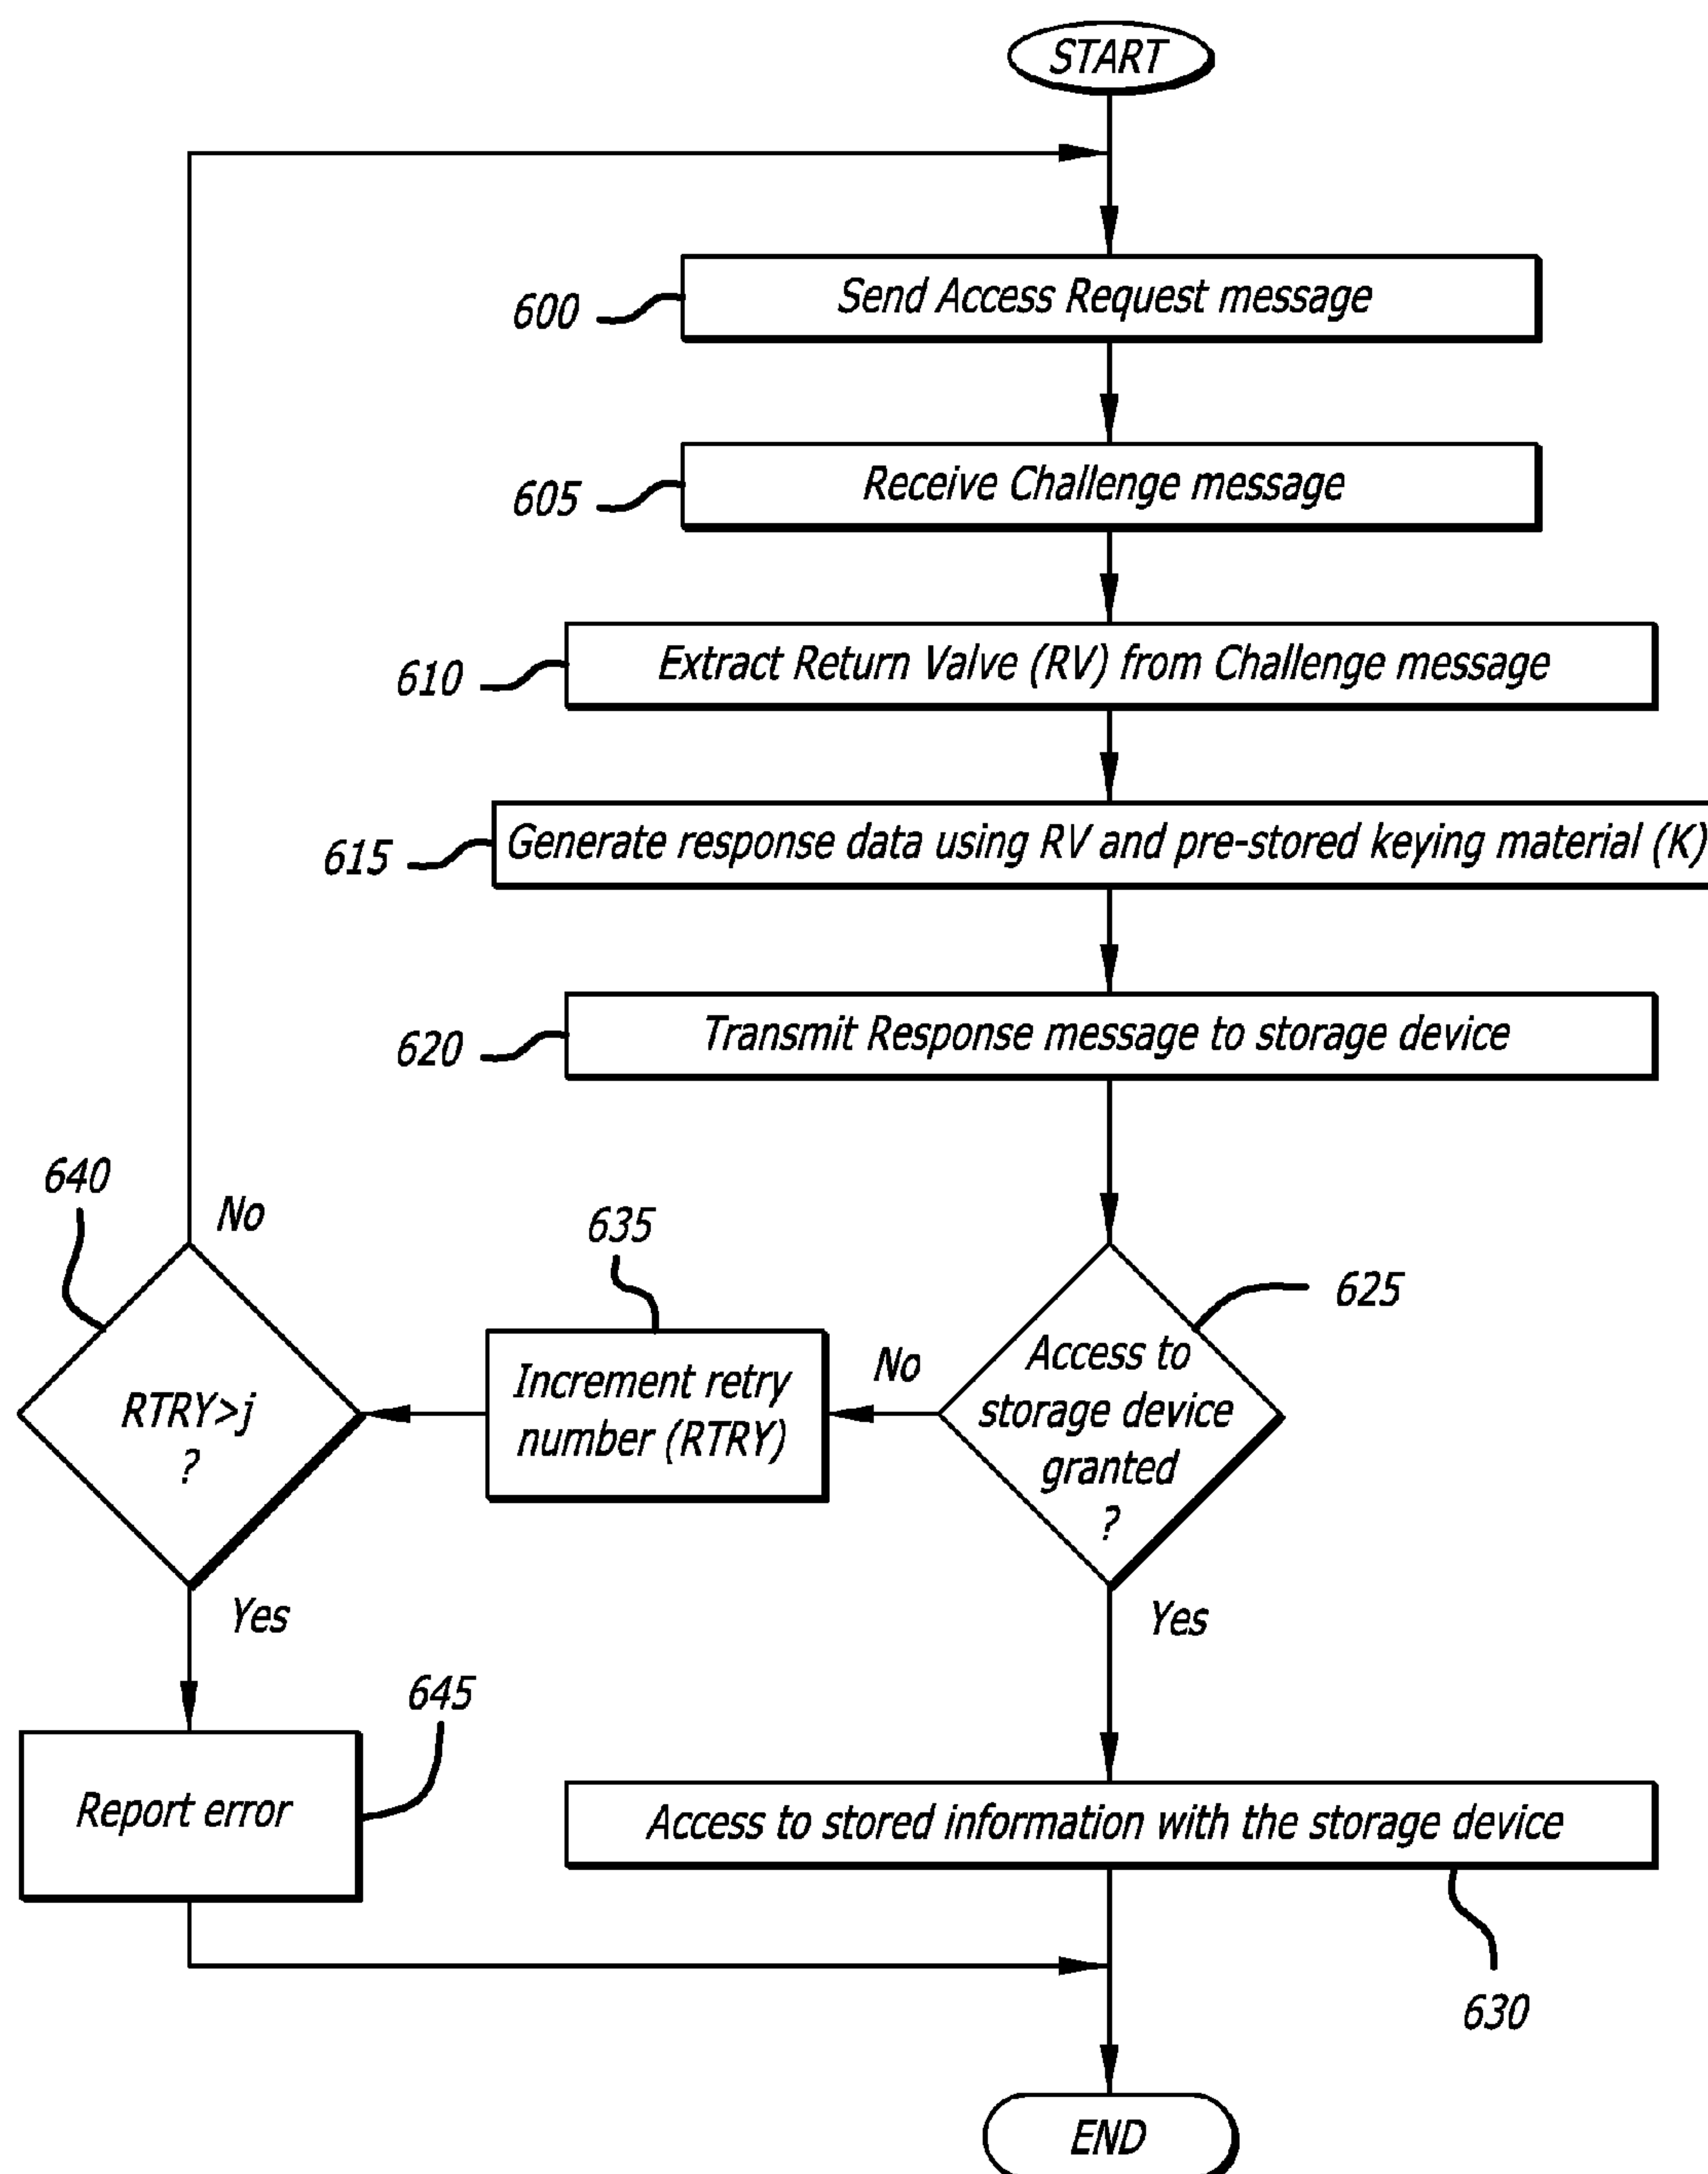 START
600
Send Access Request message
605
Receive Challenge message
610
Extract Return Valve (RV) from Challenge message
615
Generate response data using RV and pre-stored keying material (K)
620
Transmit Response message to storage device
640
No
635
625
RTRY>j
?
Increment retry
number (RTRY)
No
Access to
storage device
granted
?
Yes
Yes
645
Report error
Access to stored information with the storage device
630
END